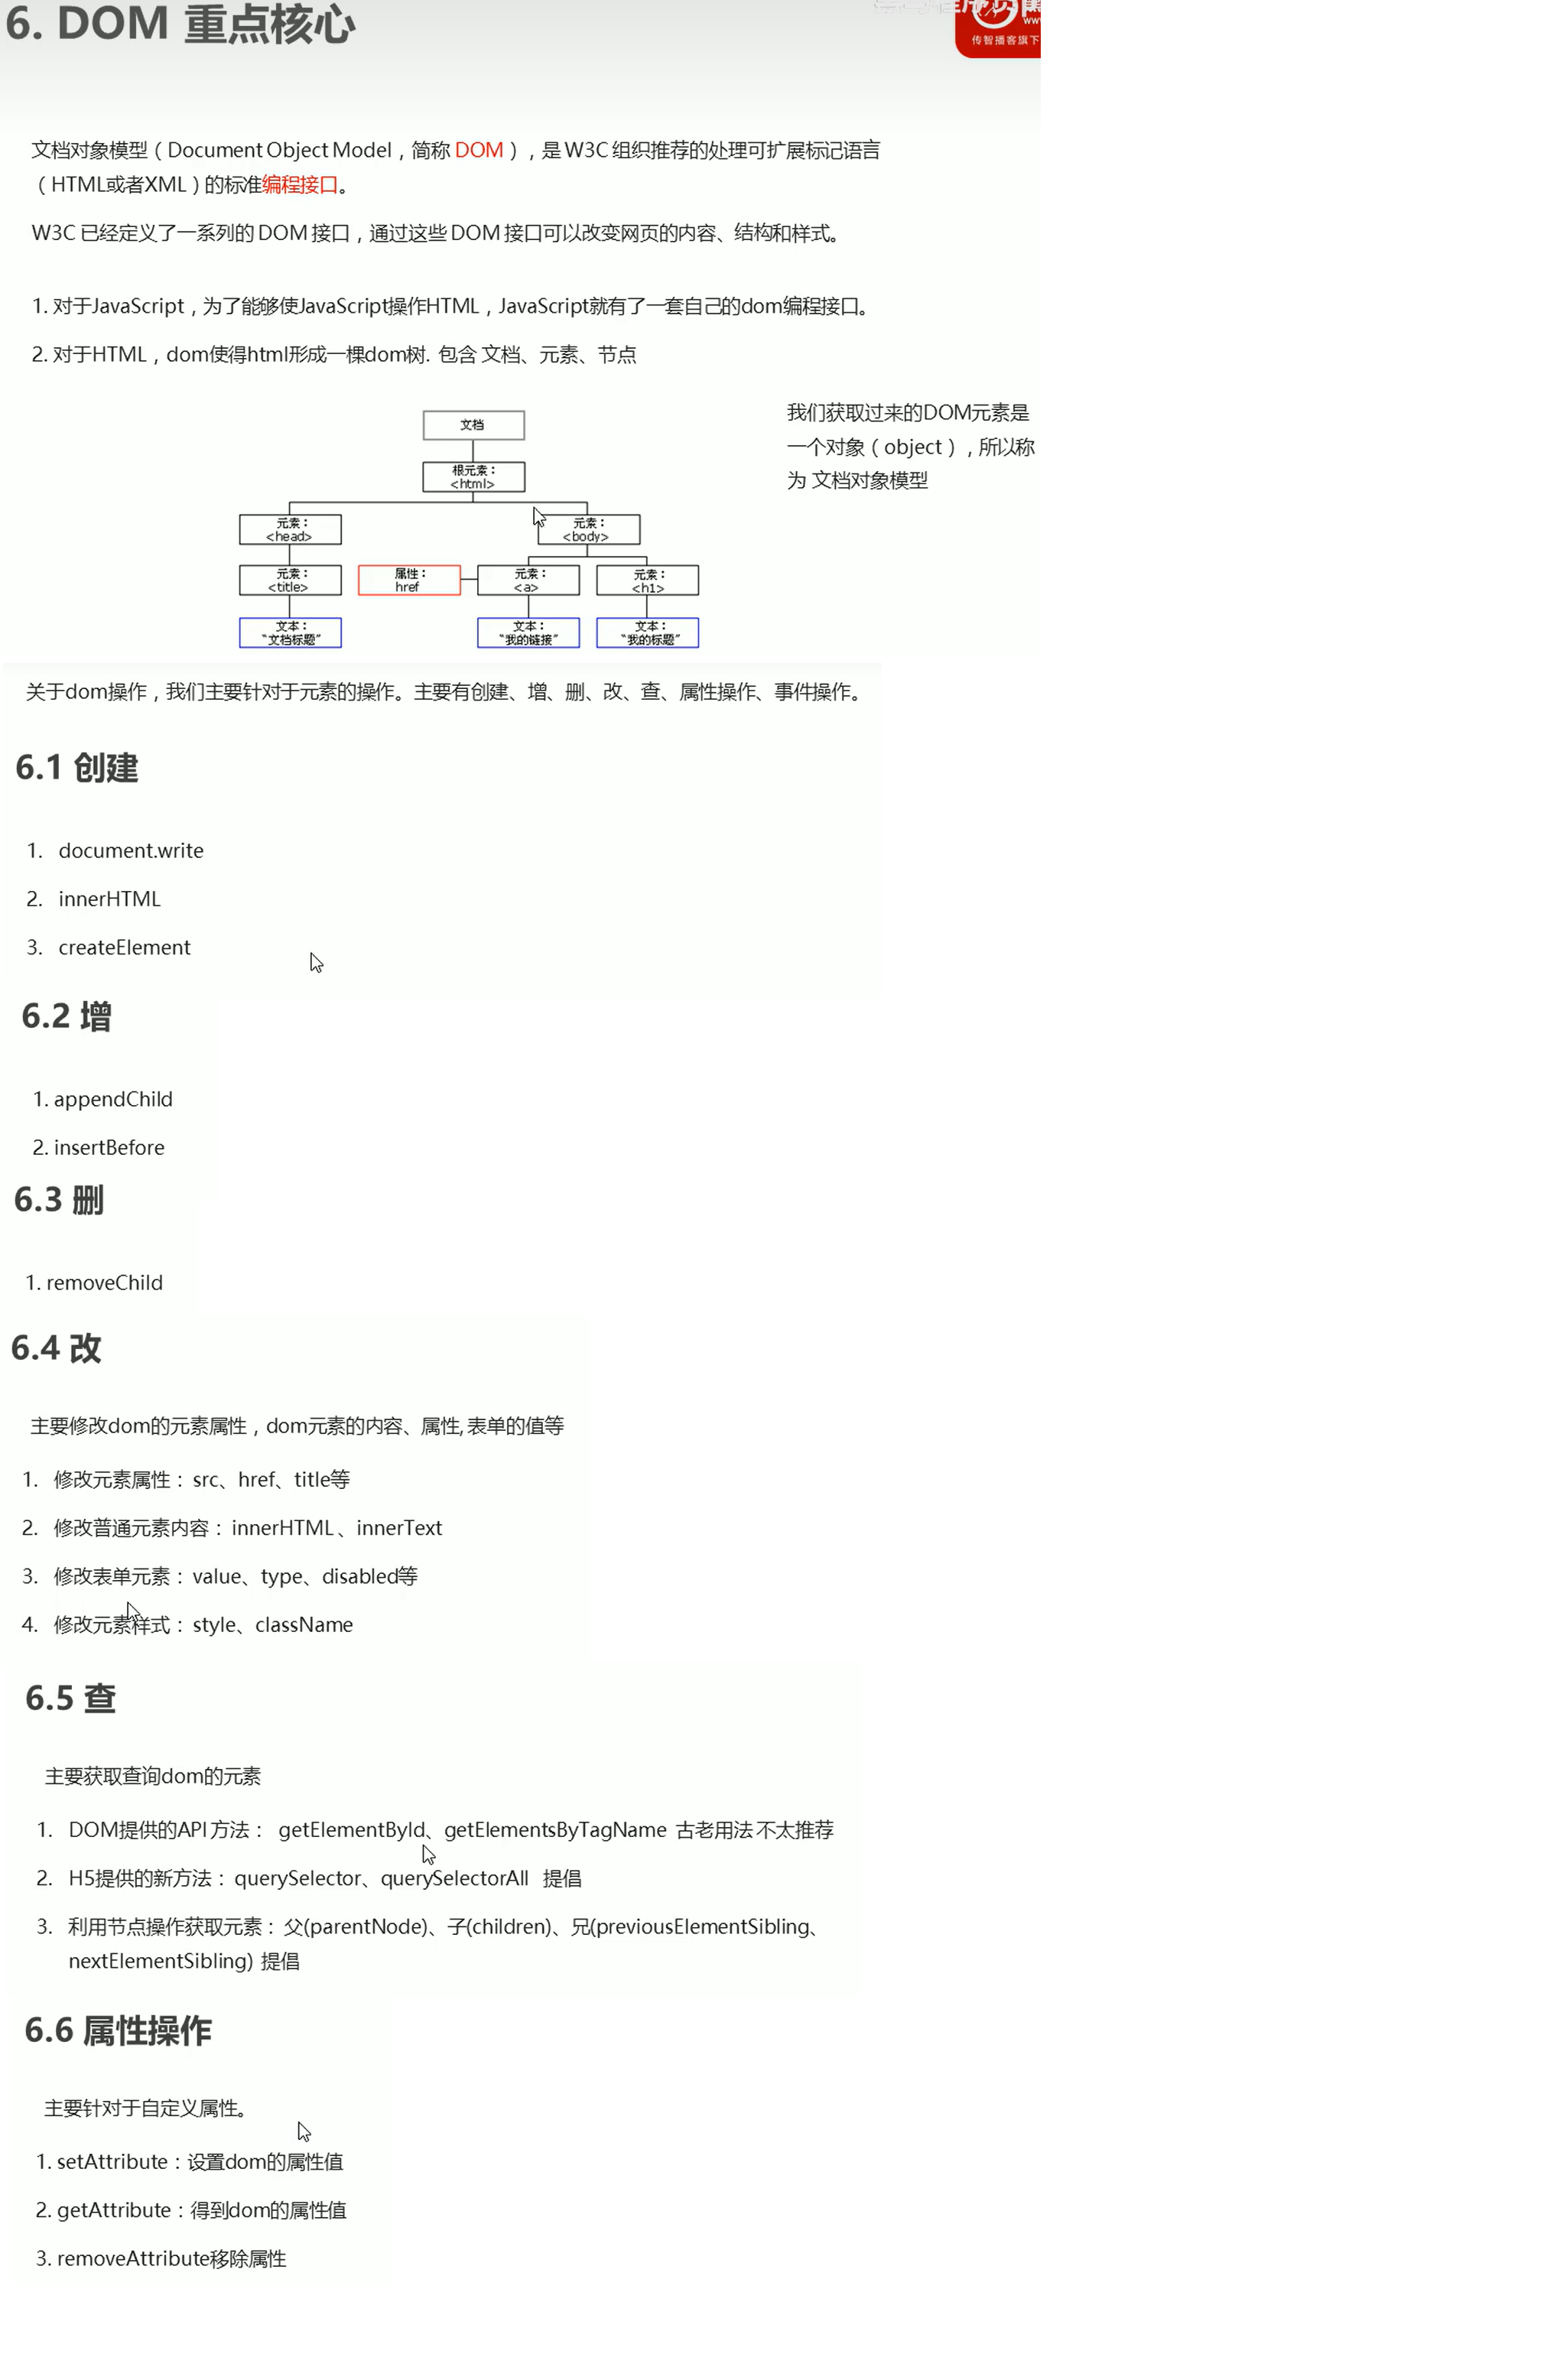 6. DOM 重点核心
传智播客旗下
文档对象模型（Document Object Model，简称 DOM），是 W3C 组织推荐的处理可扩展标记语言
（HTML或者XML）的标准编程接口。
W3C 已经定义了一系列的 DOM 接口，通过这些 DOM 接口可以改变网页的内容、结构和样式。
1. 对于JavaScript，为了能够使JavaScript操作HTML，JavaScript就有了一套自己的dom编程接口。
2. 对于HTML，dom使得html形成一棵dom树. 包含 文档、元素、节点
我们获取过来的DOM元素是
一个对象（object），所以称
为 文档对象模型
文档
根元素：
<html>
元素：
<head>
元素：
<body>
元素：
<title>
属性：
href
元素：
<a>
元素：
<h1>
文本：
“文档标题”
文本：
“我的链接”
文本：
“我的标题”
关于dom操作，我们主要针对于元素的操作。主要有创建、增、删、改、查、属性操作、事件操作。
6.1 创建
1. document.write
2. innerHTML
3. createElement
6.2 增
1. appendChild
2. insertBefore
6.3 删
1. removeChild
6.4 改
主要修改dom的元素属性，dom元素的内容、属性, 表单的值等
1. 修改元素属性： src、href、title等
2. 修改普通元素内容： innerHTML 、innerText
3. 修改表单元素： value、type、disabled等
4. 修改元素样式： style、className
6.5 查
主要获取查询dom的元素
1. DOM提供的API 方法： getElementById、getElementsByTagName 古老用法 不太推荐
2. H5提供的新方法： querySelector、querySelectorAll 提倡
3. 利用节点操作获取元素： 父(parentNode)、子(children)、兄(previousElementSibling、
nextElementSibling) 提倡
6.6 属性操作
主要针对于自定义属性。
1. setAttribute：设置dom的属性值
2. getAttribute：得到dom的属性值
3. removeAttribute移除属性